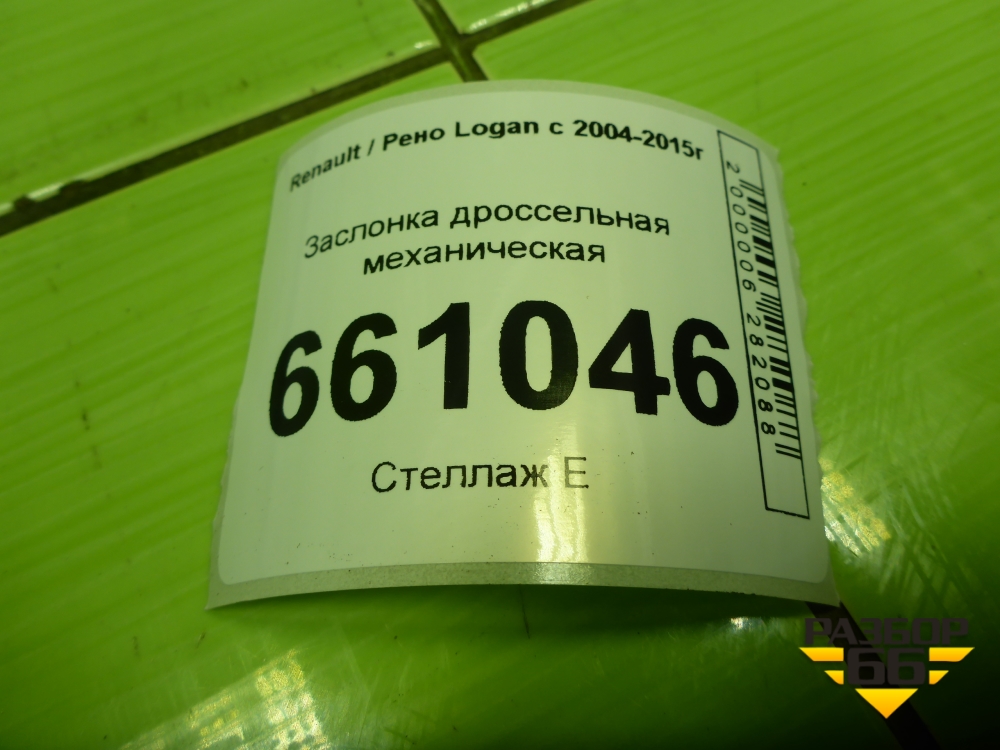 Renault / Рено Logan с 2004-2015г
Заслонка дроссельная
механическая
661046
Стеллаж Е
2000006282088
РАЗБОР
66